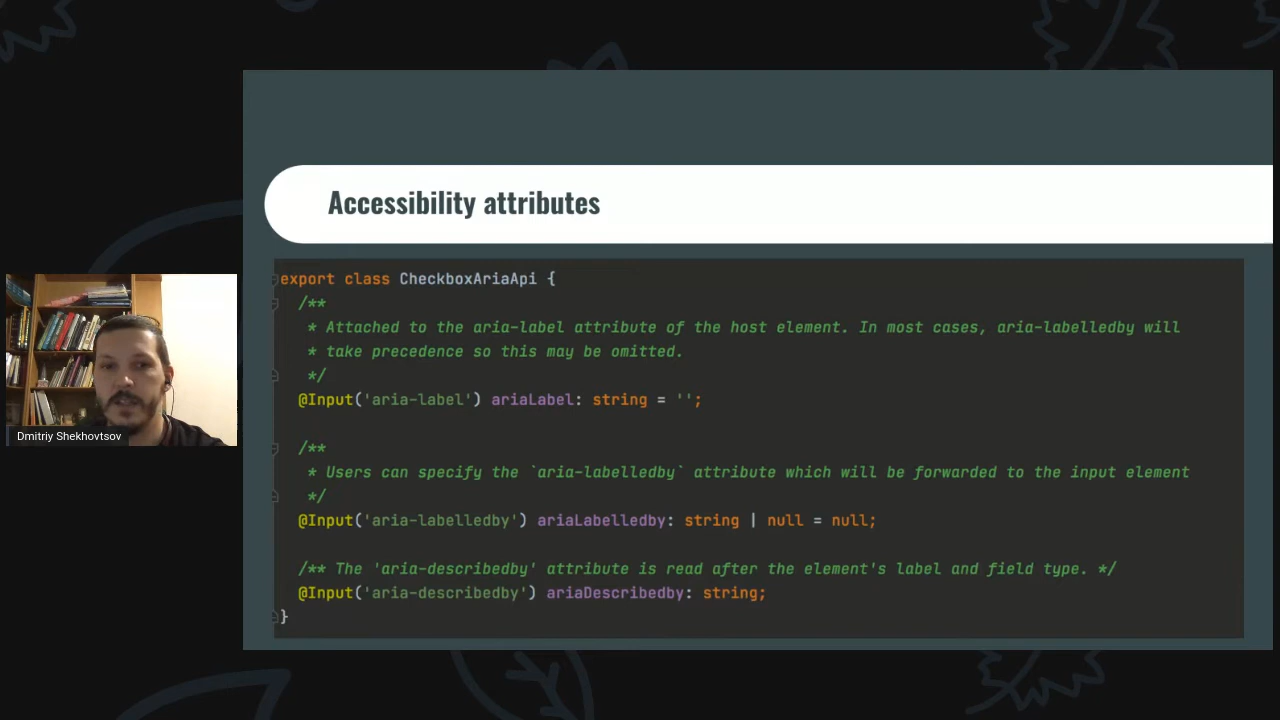 Accessibility attributes
export class CheckboxAriaApi {
/**
* Attached to the aria-label attribute of the host element. In most cases, aria-labelledby will
* take precedence so this may be omitted.
*/
@Input('aria-label') ariaLabel: string = '';
/**
* Users can specify the `aria-labelledby` attribute which will be forwarded to the input element
*/
@Input('aria-labelledby') ariaLabelledby: string | null = null;
/** The 'aria-describedby' attribute is read after the element's label and field type. */
@Input('aria-describedby') ariaDescribedby: string;
}
Dmitriy Shekhovtsov